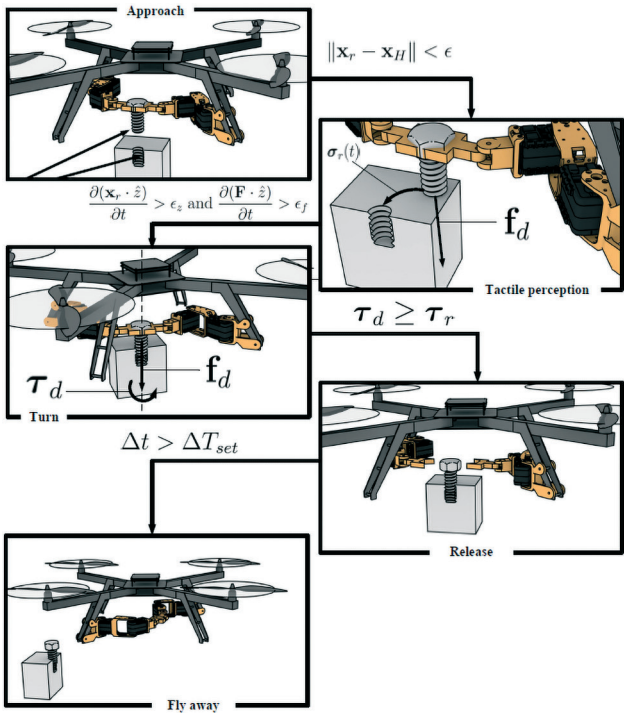 Approach
‖x_r − x_H‖ < ϵ
σ_r(t)
f_d
Tactile perception
∂(x_r · ẑ)/∂t > ϵ_z and ∂(F · ẑ)/∂t > ϵ_f
τ_d
f_d
Turn
τ_d ≥ τ_r
Release
Δt > ΔT_set
Fly away